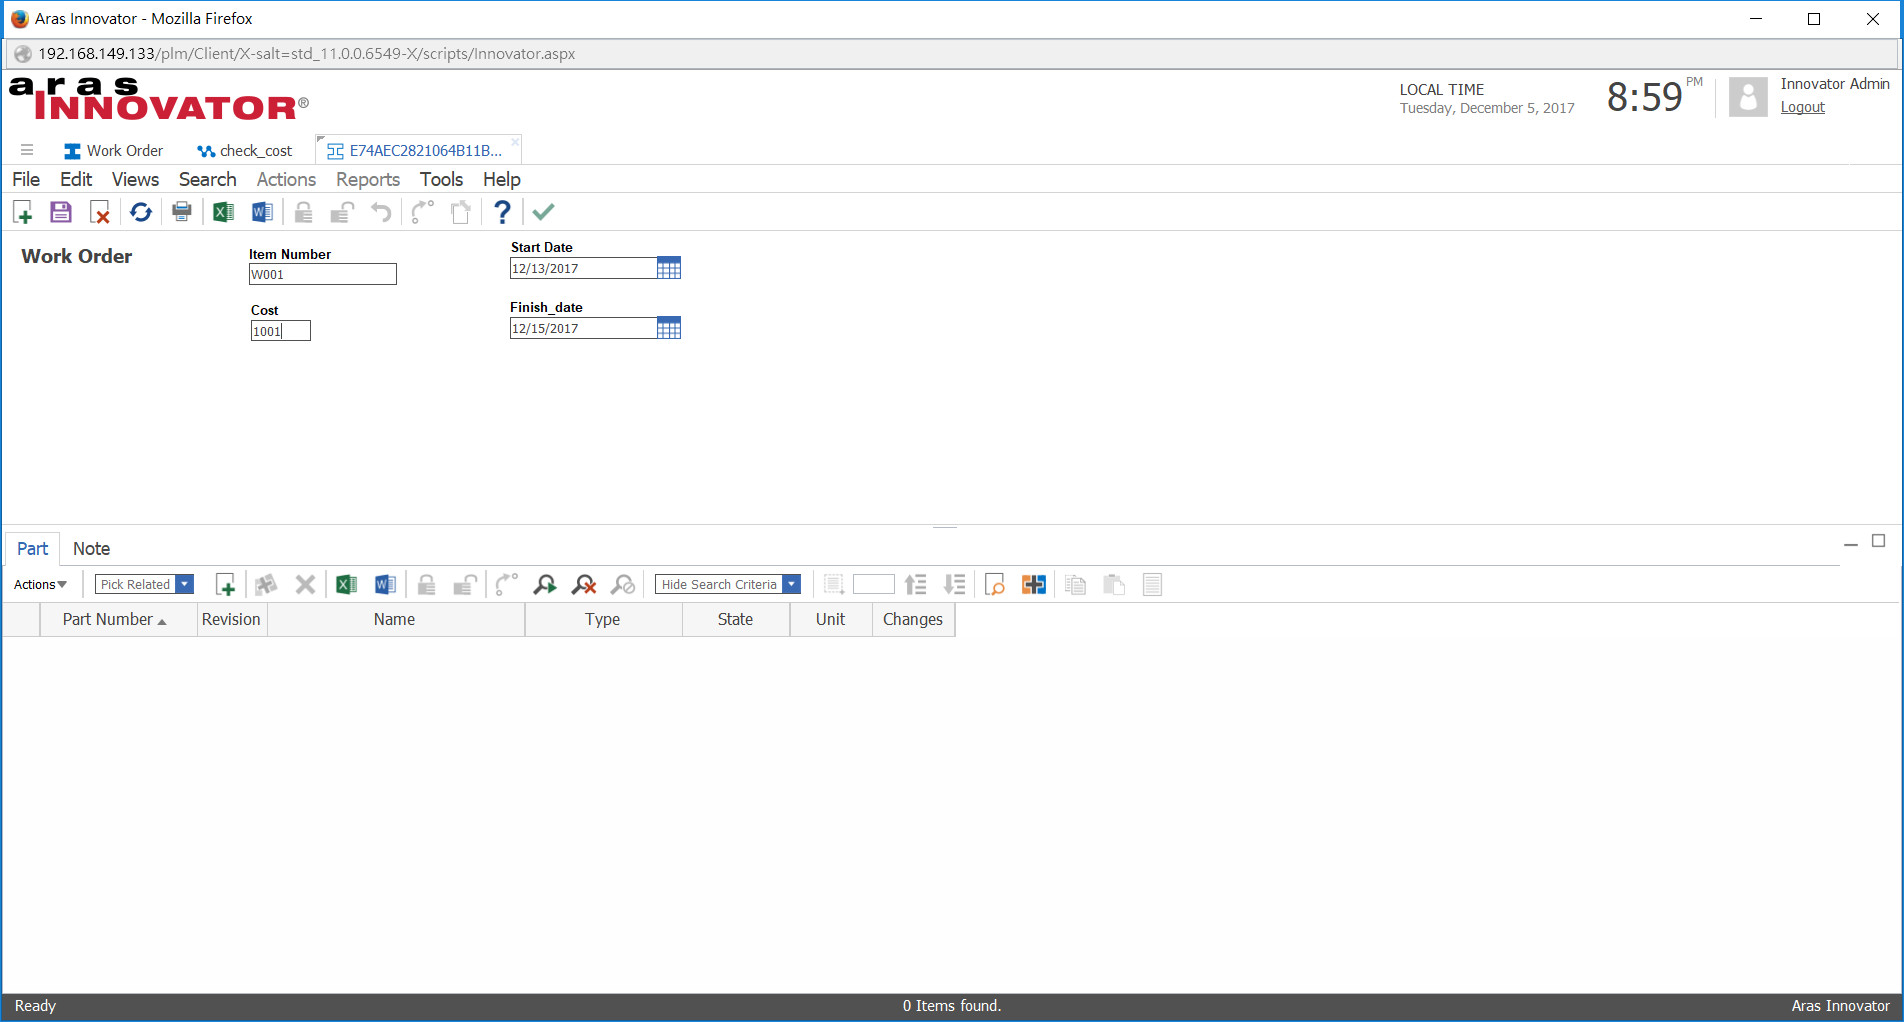 Aras Innovator - Mozilla Firefox
192.168.149.133/plm/Client/X-salt=std_11.0.0.6549-X/scripts/Innovator.aspx
aras
INNOVATOR®
LOCAL TIME
Tuesday, December 5, 2017
8:59 PM
Innovator Admin
Logout
Work Order check_cost E74AEC2821064B11B...
File Edit Views Search Actions Reports Tools Help
Work Order
Item Number
W001
Start Date
12/13/2017
Cost
1001
Finish_date
12/15/2017
Part Note
Actions Pick Related Hide Search Criteria
Part Number Revision Name Type State Unit Changes
Ready 0 Items found. Aras Innovator